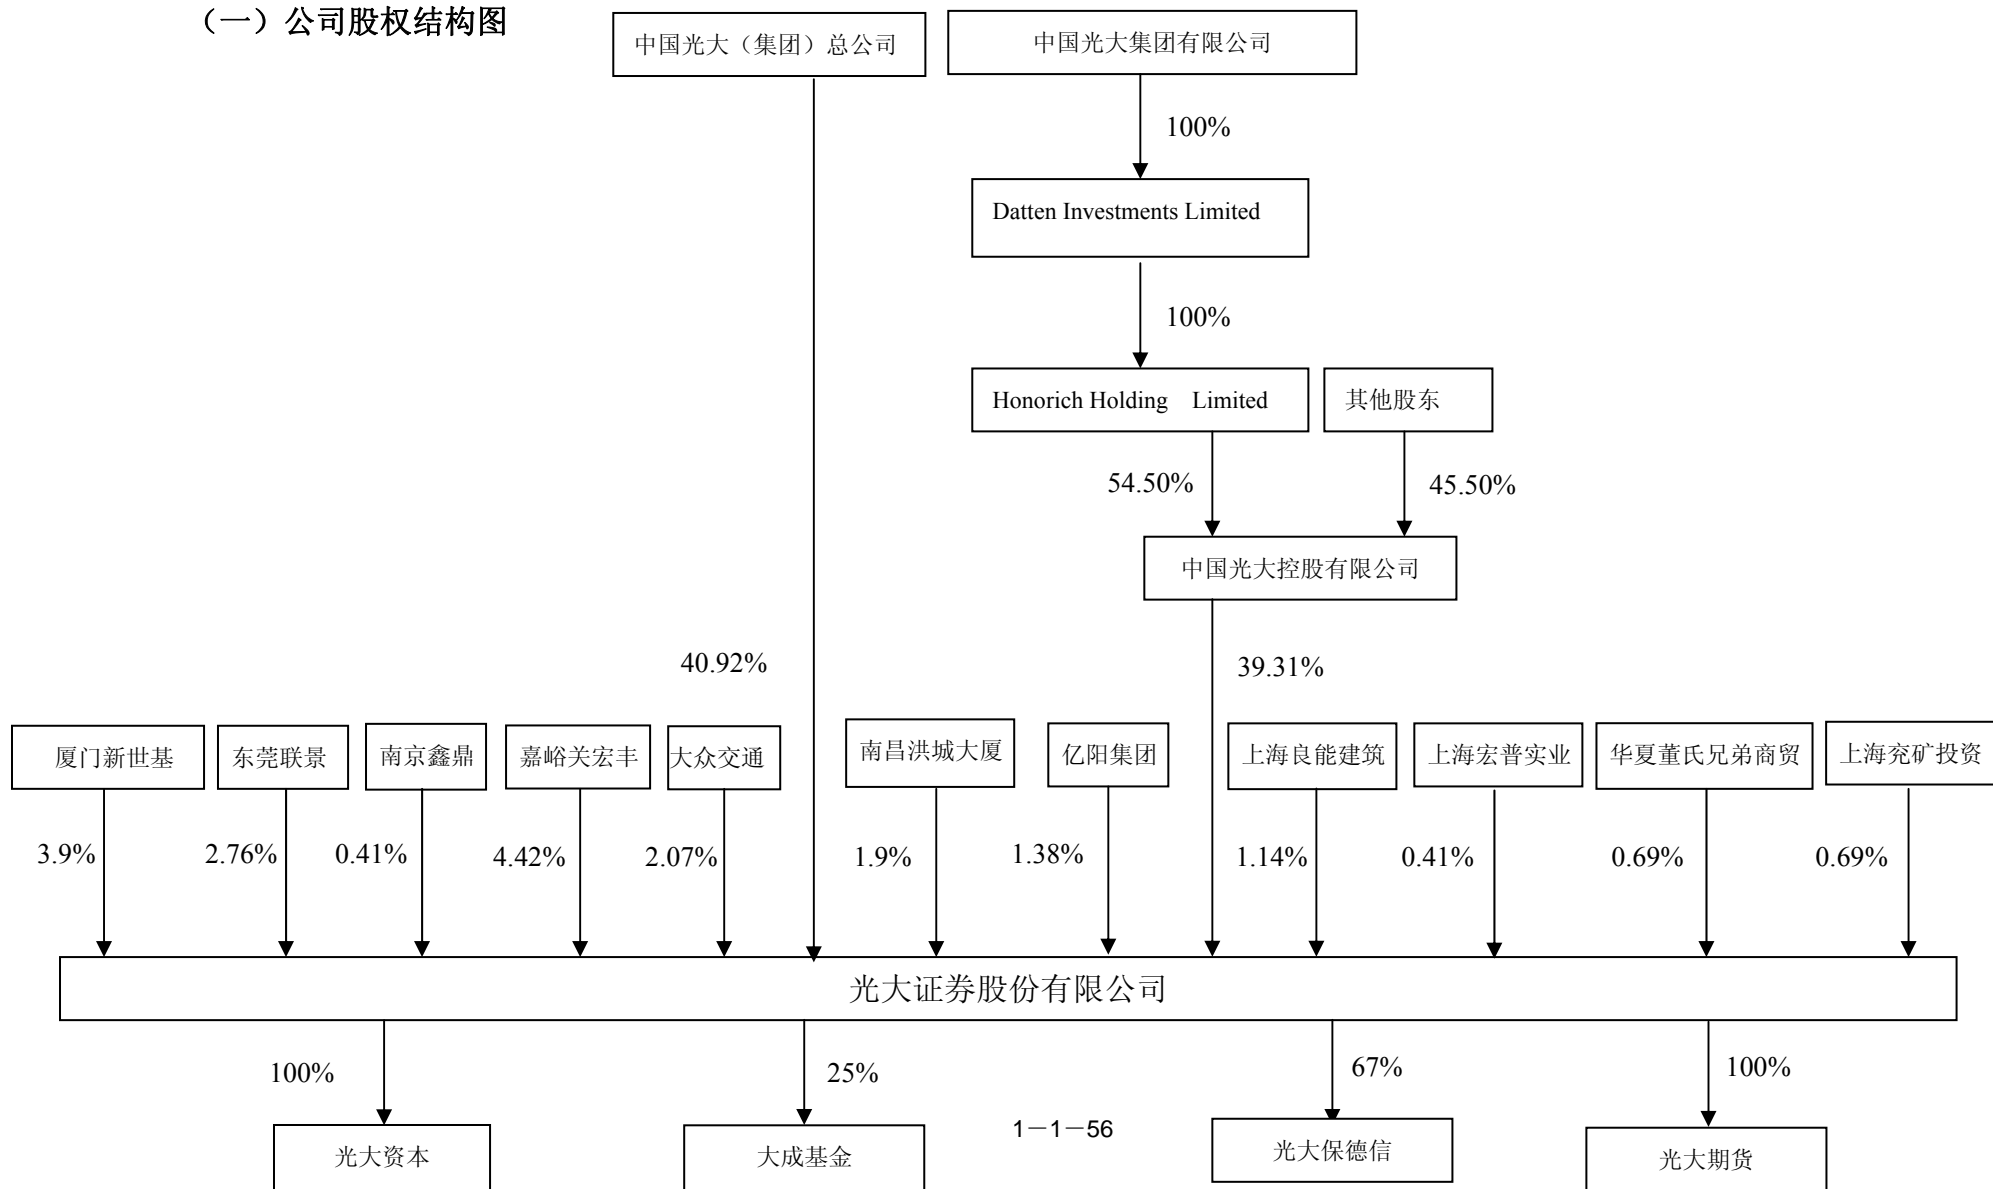 （一）公司股权结构图
中国光大（集团）总公司
中国光大集团有限公司
100%
Datten Investments Limited
100%
Honorich Holding Limited
其他股东
54.50%
45.50%
中国光大控股有限公司
40.92%
39.31%
厦门新世基
东莞联景
南京鑫鼎
嘉峪关宏丰
大众交通
南昌洪城大厦
亿阳集团
上海良能建筑
上海宏普实业
华夏董氏兄弟商贸
上海兖矿投资
3.9%
2.76%
0.41%
4.42%
2.07%
1.9%
1.38%
1.14%
0.41%
0.69%
0.69%
光大证券股份有限公司
100%
25%
67%
100%
光大资本
大成基金
1－1－56
光大保德信
光大期货